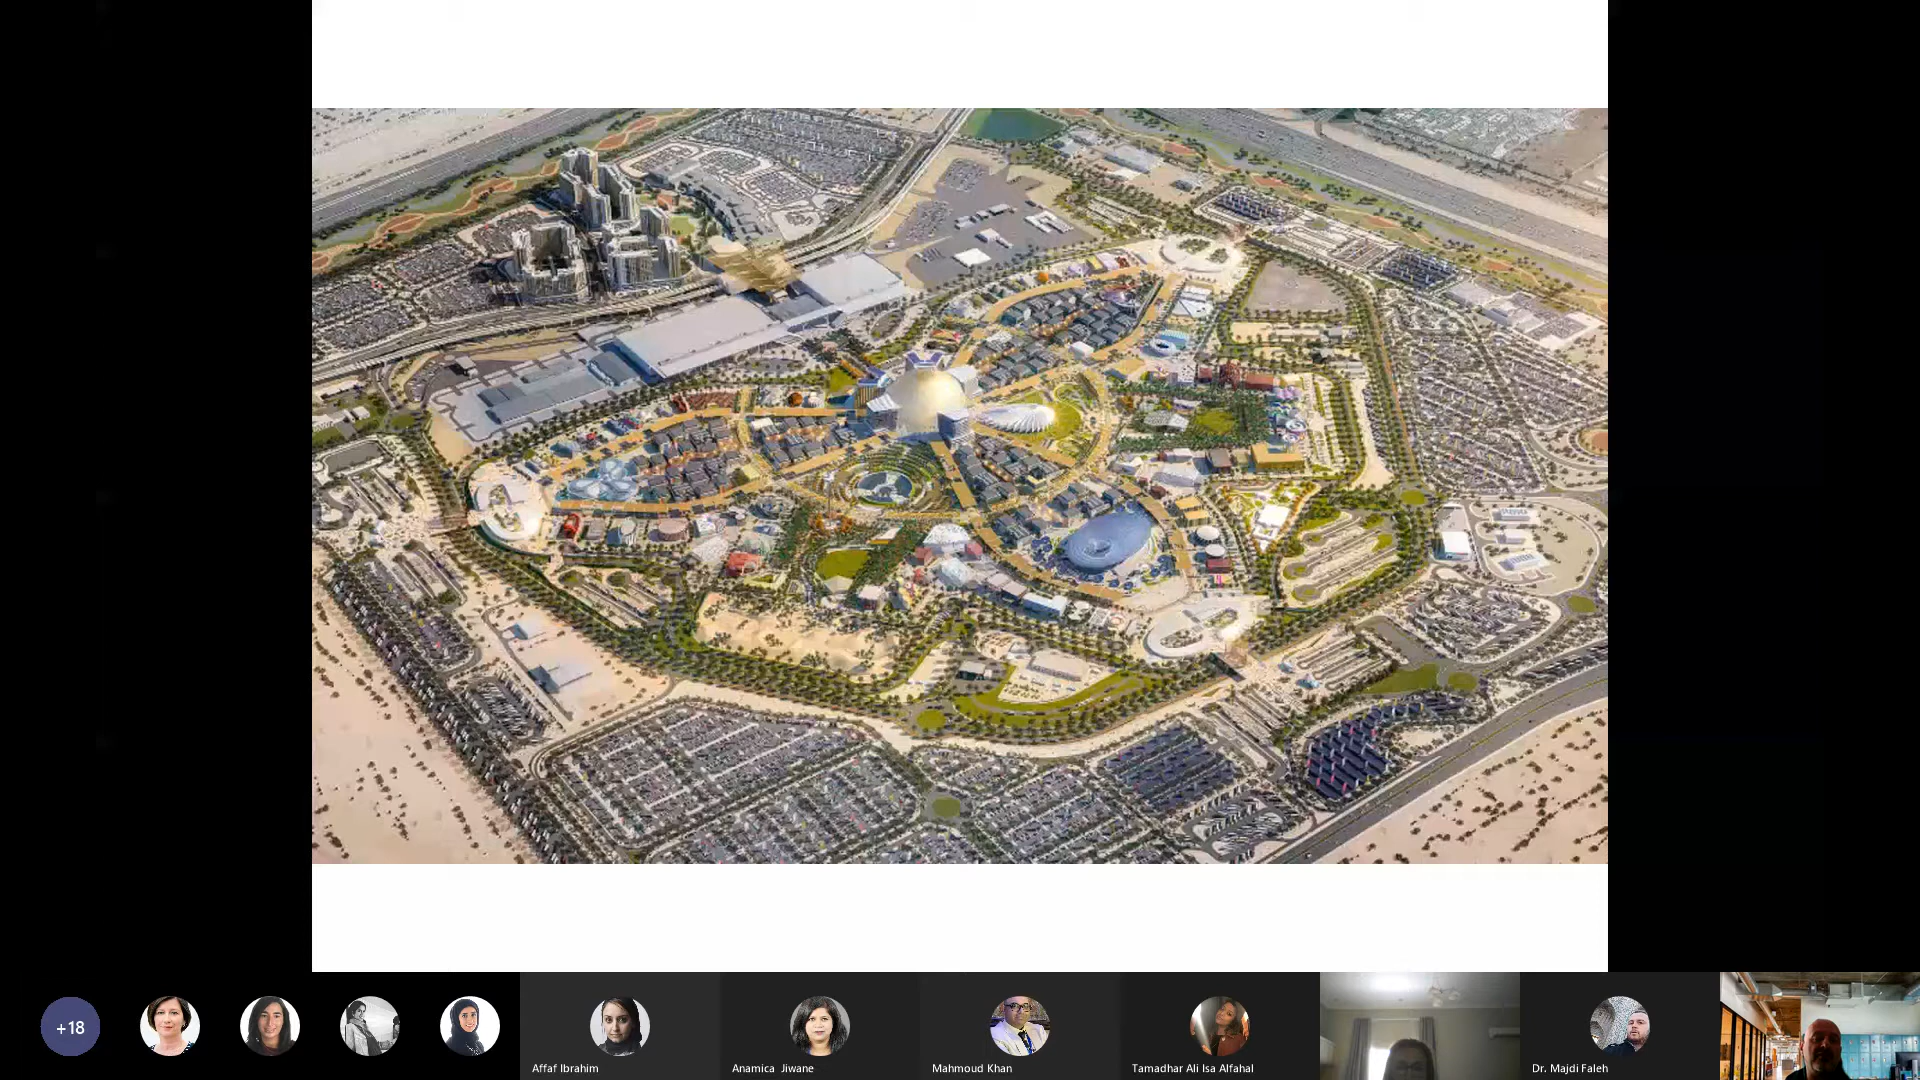 +18
Affaf Ibrahim
Anamica Jiwane
Mahmoud Khan
Tamadhar Ali Isa Alfahal
Dr. Majdi Faleh